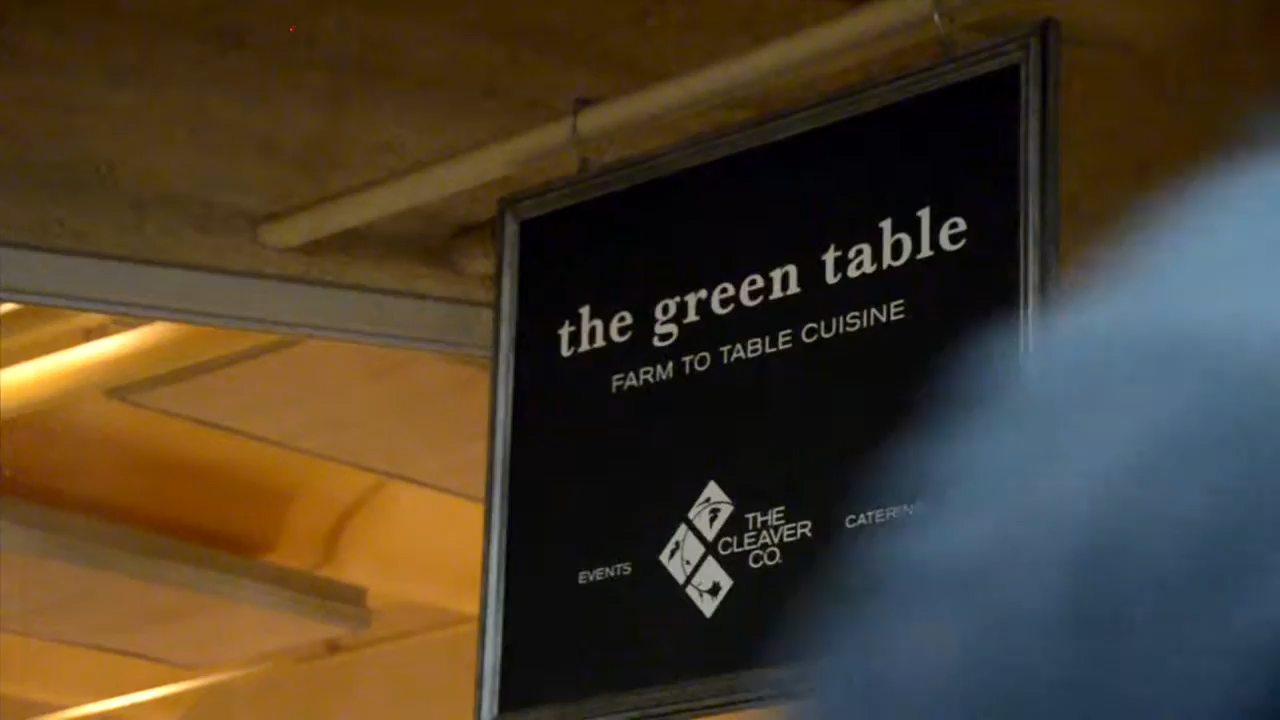 the green table
FARM TO TABLE CUISINE
EVENTS
THE
CLEAVER
CO.